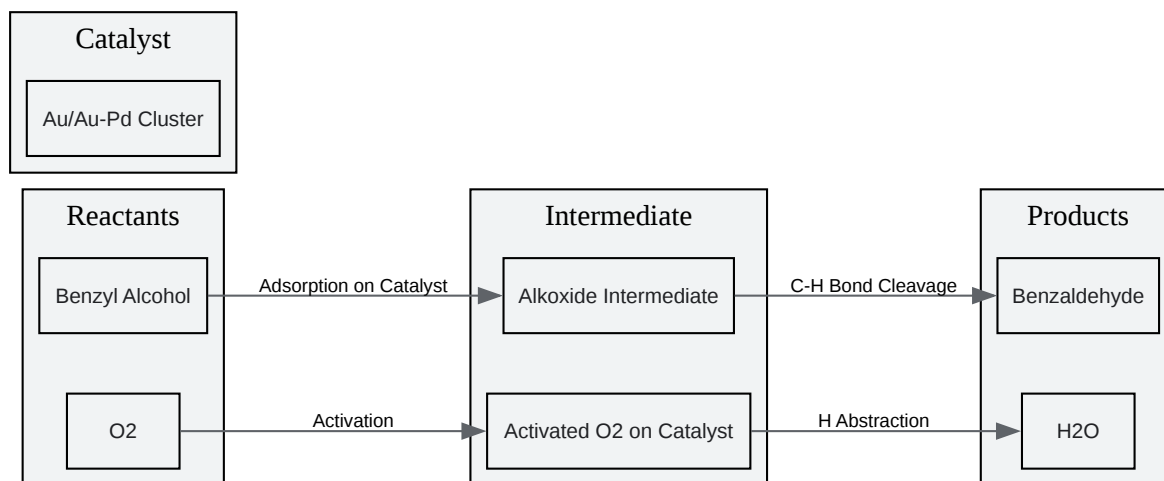 Catalyst
Au/Au-Pd Cluster
Reactants
Intermediate
Products
Benzyl Alcohol
Adsorption on Catalyst
Alkoxide Intermediate
C-H Bond Cleavage
Benzaldehyde
O2
Activation
Activated O2 on Catalyst
H Abstraction
H2O